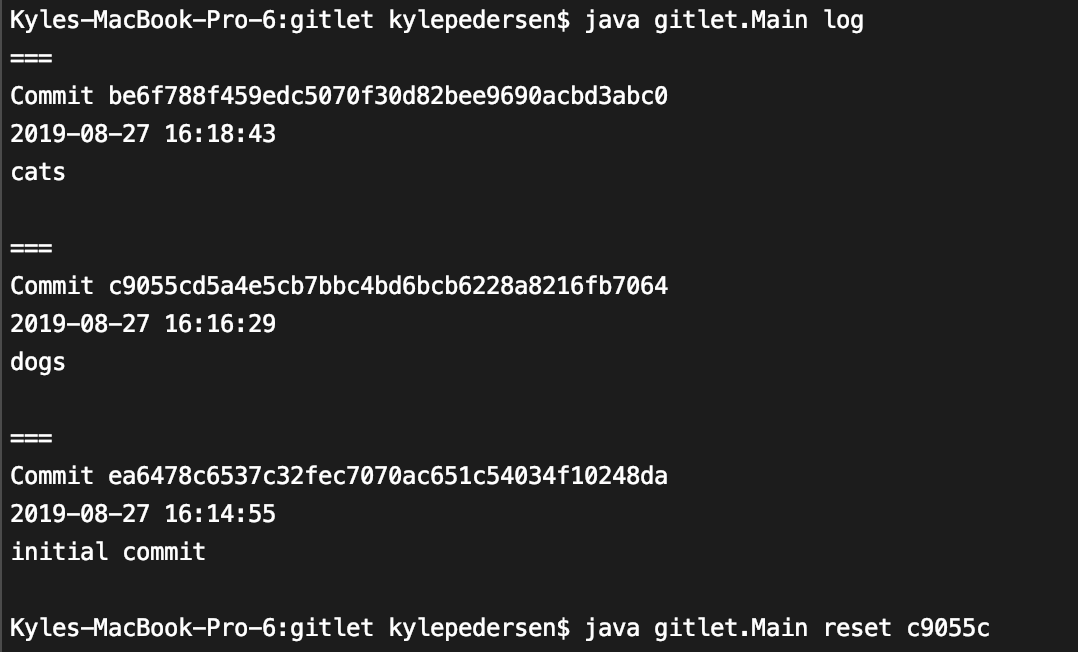 Kyles-MacBook-Pro-6:gitlet kylepedersen$ java gitlet.Main log
===
Commit be6f788f459edc5070f30d82bee9690acbd3abc0
2019-08-27 16:18:43
cats
===
Commit c9055cd5a4e5cb7bbc4bd6bcb6228a8216fb7064
2019-08-27 16:16:29
dogs
===
Commit ea6478c6537c32fec7070ac651c54034f10248da
2019-08-27 16:14:55
initial commit
Kyles-MacBook-Pro-6:gitlet kylepedersen$ java gitlet.Main reset c9055c